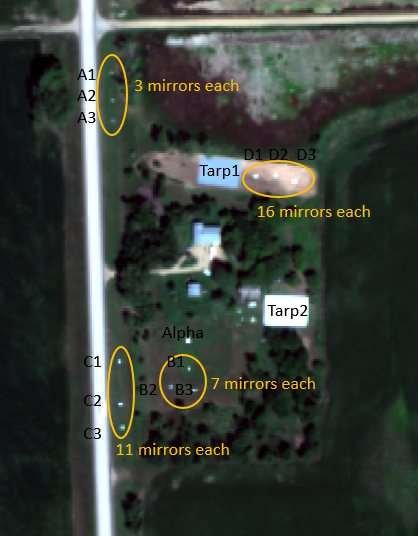 A1
A2
A3
3 mirrors each
D1 D2 D3
Tarp1
16 mirrors each
Tarp2
Alpha
C1
B1
B2
B3
7 mirrors each
C2
C3
11 mirrors each